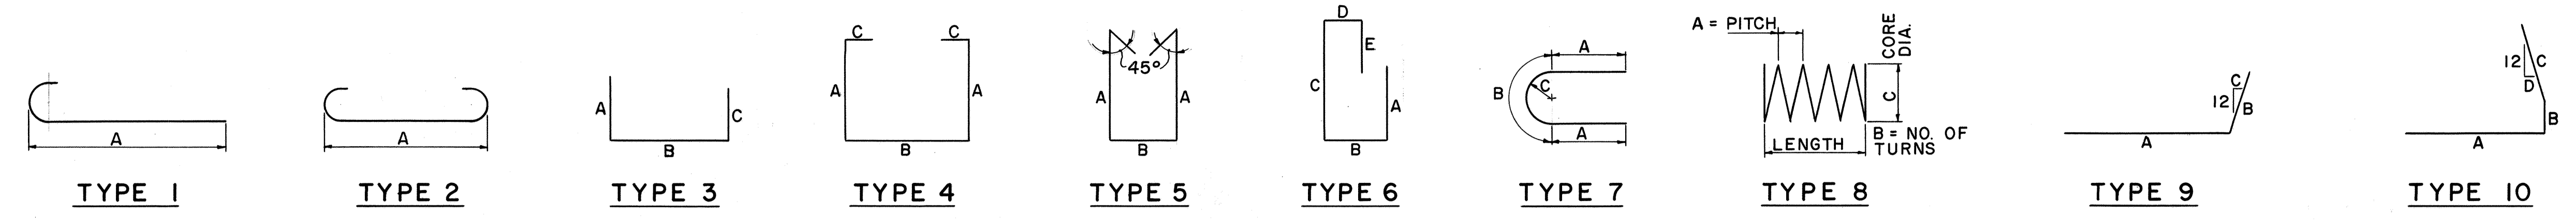 A
TYPE 1
A
TYPE 2
A
B
C
TYPE 3
C
C
A
A
B
TYPE 4
45°
A
A
B
TYPE 5
D
E
C
A
B
TYPE 6
A
B
C
A
TYPE 7
A = PITCH
CORE
DIA.
C
LENGTH
B = NO. OF
TURNS
TYPE 8
C
12
B
A
TYPE 9
12
C
D
B
A
TYPE 10